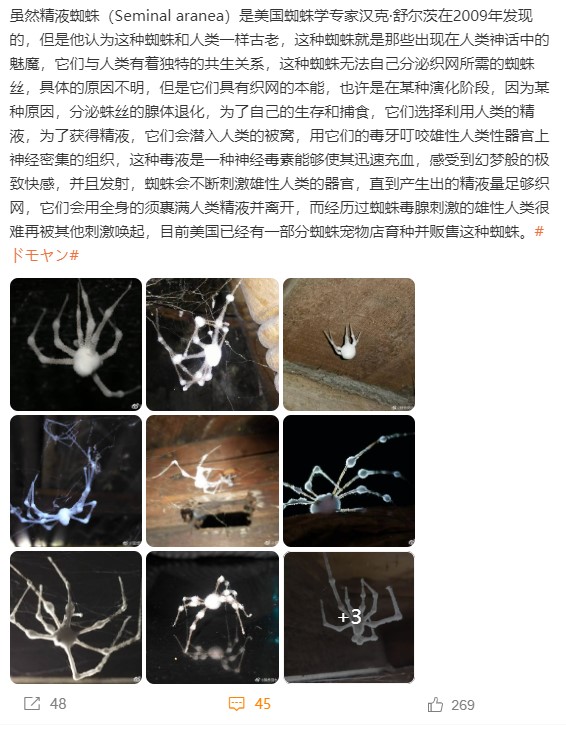 虽然精液蜘蛛（Seminal aranea）是美国蜘蛛学专家汉克·舒尔茨在2009年发现
的，但是他认为这种蜘蛛和人类一样古老，这种蜘蛛就是那些出现在人类神话中的
魅魔，它们与人类有着独特的共生关系，这种蜘蛛无法自己分泌织网所需的蜘蛛
丝，具体的原因不明，但是它们具有织网的本能，也许是在某种演化阶段，因为某
种原因，分泌蛛丝的腺体退化，为了自己的生存和捕食，它们选择利用人类的精
液，为了获得精液，它们会潜入人类的被窝，用它们的毒牙叮咬雄性人类性器官上
神经密集的组织，这种毒液是一种神经毒素能够使其迅速充血，感受到幻梦般的极
致快感，并且发射，蜘蛛会不断刺激雄性人类的器官，直到产生出的精液量足够织
网，它们会用全身的须裹满人类精液并离开，而经历过蜘蛛毒腺刺激的雄性人类很
难再被其他刺激唤起，目前美国已经有一部分蜘蛛宠物店育种并贩售这种蜘蛛。#
ドモヤン#
+3
48
45
269